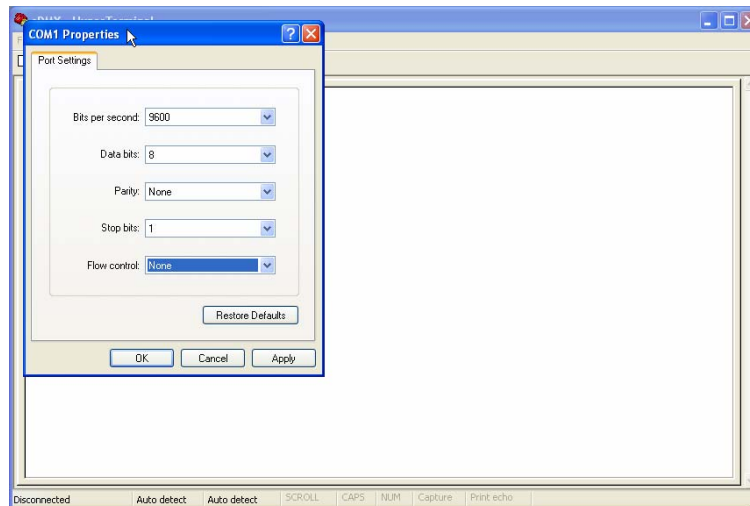 COM1 Properties
Port Settings
Bits per second: 9600
Data bits: 8
Parity: None
Stop bits: 1
Flow control: None
Restore Defaults
OK Cancel Apply
Disconnected Auto detect Auto detect SCROLL CAPS NUM Capture Print echo